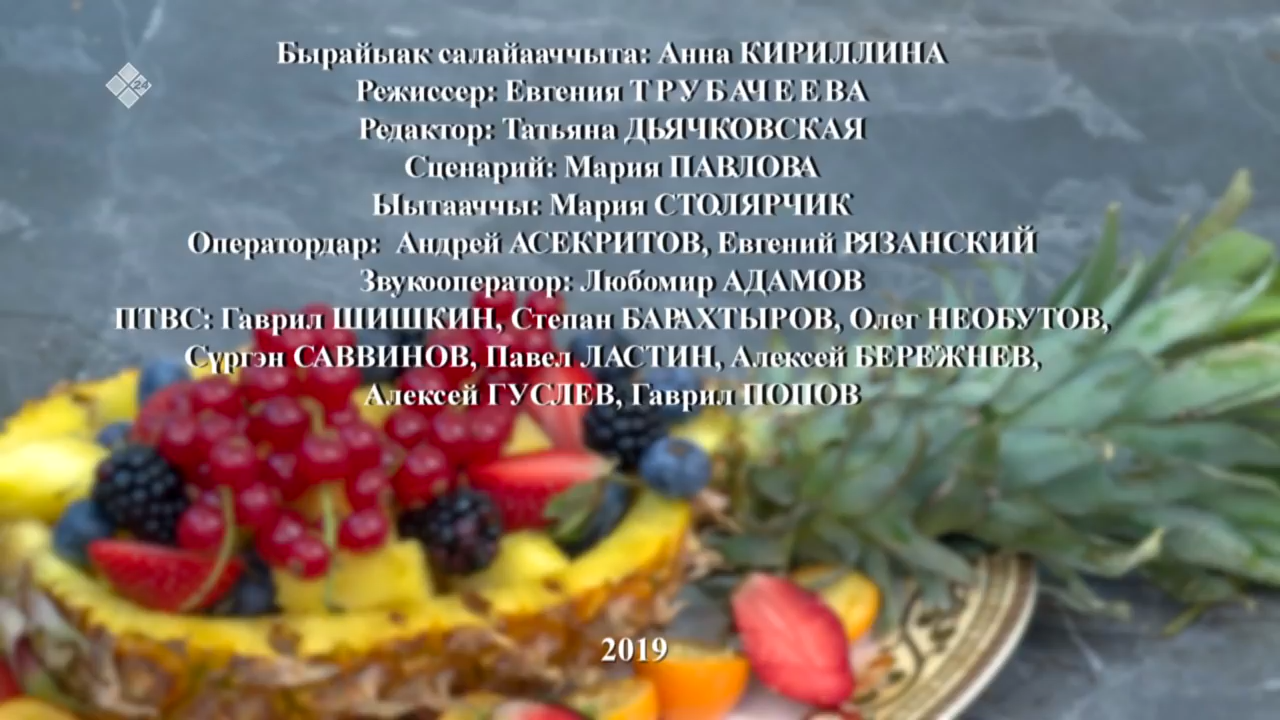 Бырайыак салайааччыта: Анна КИРИЛЛИНА
24
Режиссер: Евгения ТРУБАЧЕЕВА
Редактор: Татьяна ДЬЯЧКОВСКАЯ
Сценарий: Мария ПАВЛОВА
Ыытааччы: Мария СТОЛЯРЧИК
Оператордар: Андрей АСЕКРИТОВ, Евгений РЯЗАНСКИЙ
Звукооператор: Любомир АДАМОВ
ПТВС: Гаврил ШИШКИН, Степан БАРАХТЫРОВ, Олег НЕОБУТОВ,
Сүргэн САВВИНОВ, Павел ЛАСТИН, Алексей БЕРЕЖНЕВ,
Алексей ГУСЛЕВ, Гаврил ПОПОВ
2019